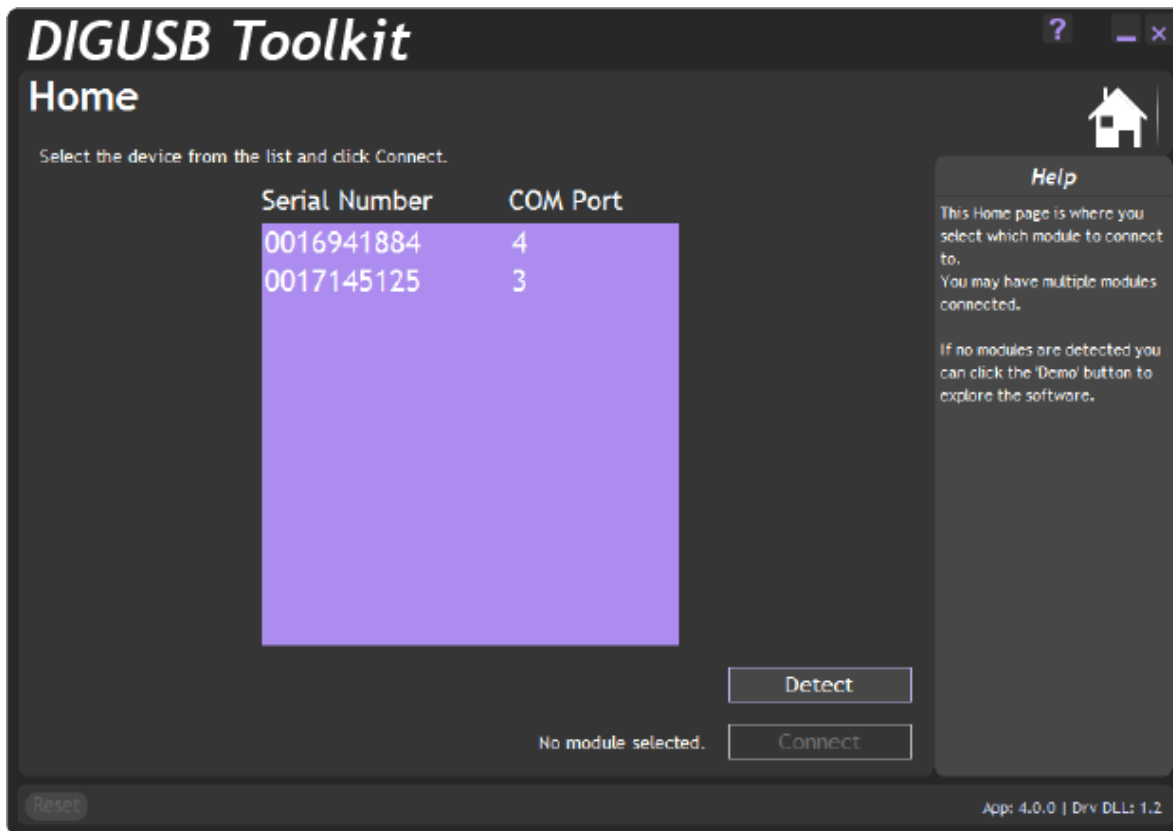 DIGUSB Toolkit
?
Home
Select the device from the list and click Connect.
Serial Number COM Port
0016941884 4
0017145125 3
Detect
No module selected. Connect
Help
This Home page is where you
select which module to connect
to.
You may have multiple modules
connected.
If no modules are detected you
can click the 'Demo' button to
explore the software.
Reset
App: 4.0.0 | Drv DLL: 1.2